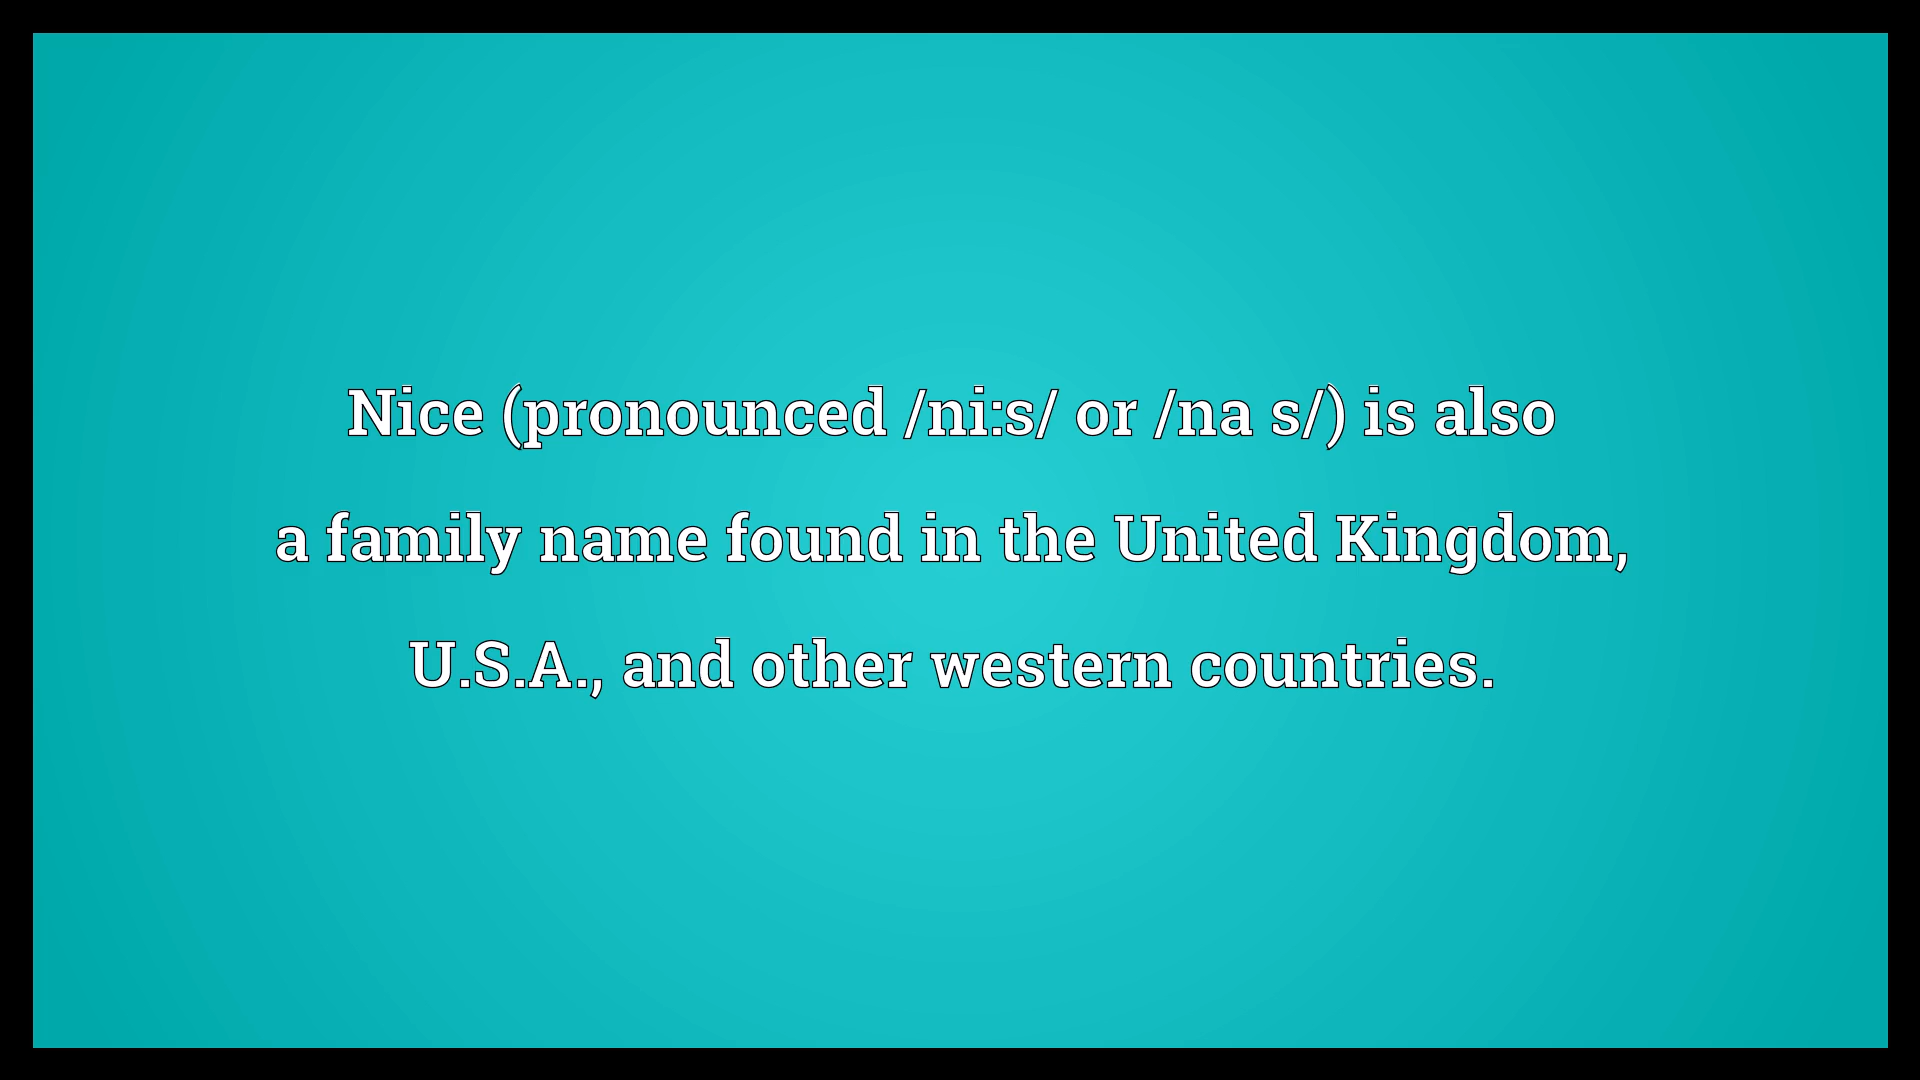 Nice (pronounced /ni:s/ or /na s/) is also
a family name found in the United Kingdom,
U.S.A., and other western countries.